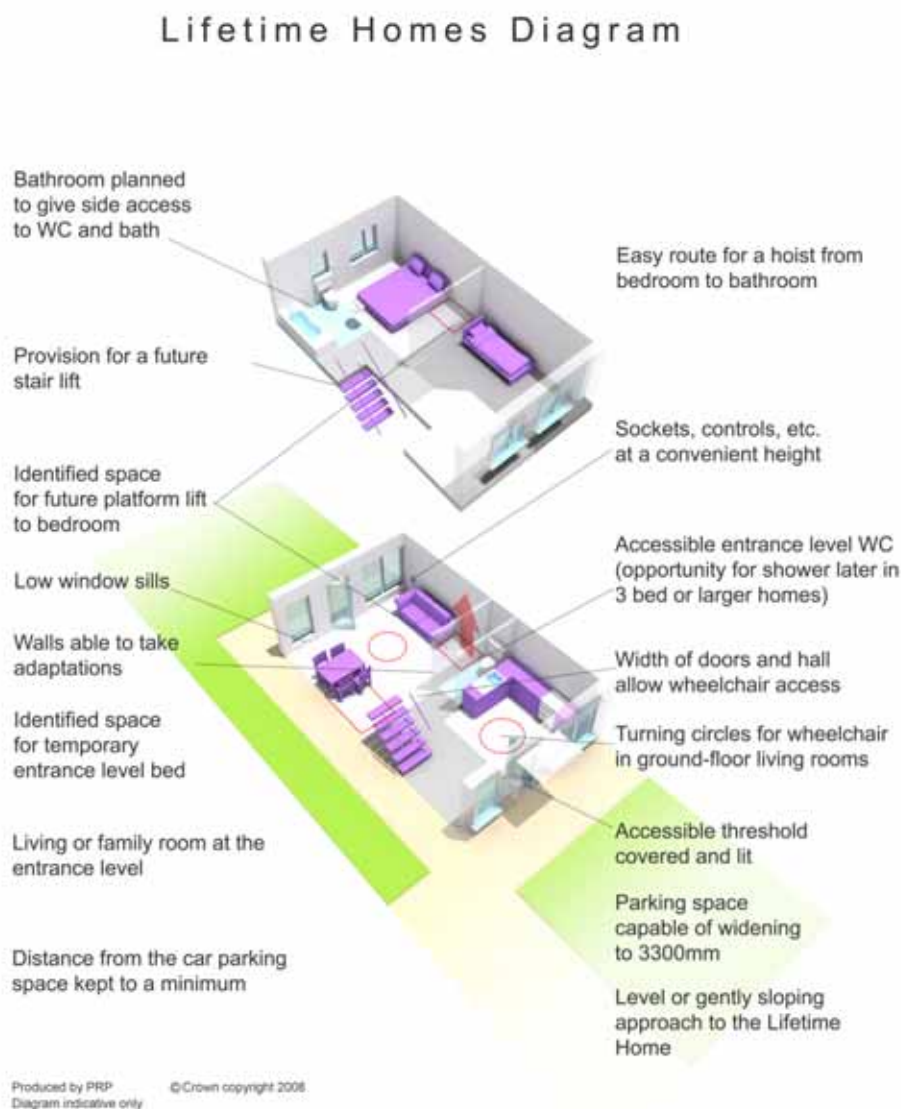 Lifetime Homes Diagram
Bathroom planned
to give side access
to WC and bath
Easy route for a hoist from
bedroom to bathroom
Provision for a future
stair lift
Sockets, controls, etc.
at a convenient height
Identified space
for future platform lift
to bedroom
Accessible entrance level WC
(opportunity for shower later in
3 bed or larger homes)
Low window sills
Walls able to take
adaptations
Width of doors and hall
allow wheelchair access
Identified space
for temporary
entrance level bed
Turning circles for wheelchair
in ground-floor living rooms
Living or family room at the
entrance level
Accessible threshold
covered and lit
Parking space
capable of widening
to 3300mm
Distance from the car parking
space kept to a minimum
Level or gently sloping
approach to the Lifetime
Home
Produced by PRP
Diagram indicative only
© Crown copyright 2008